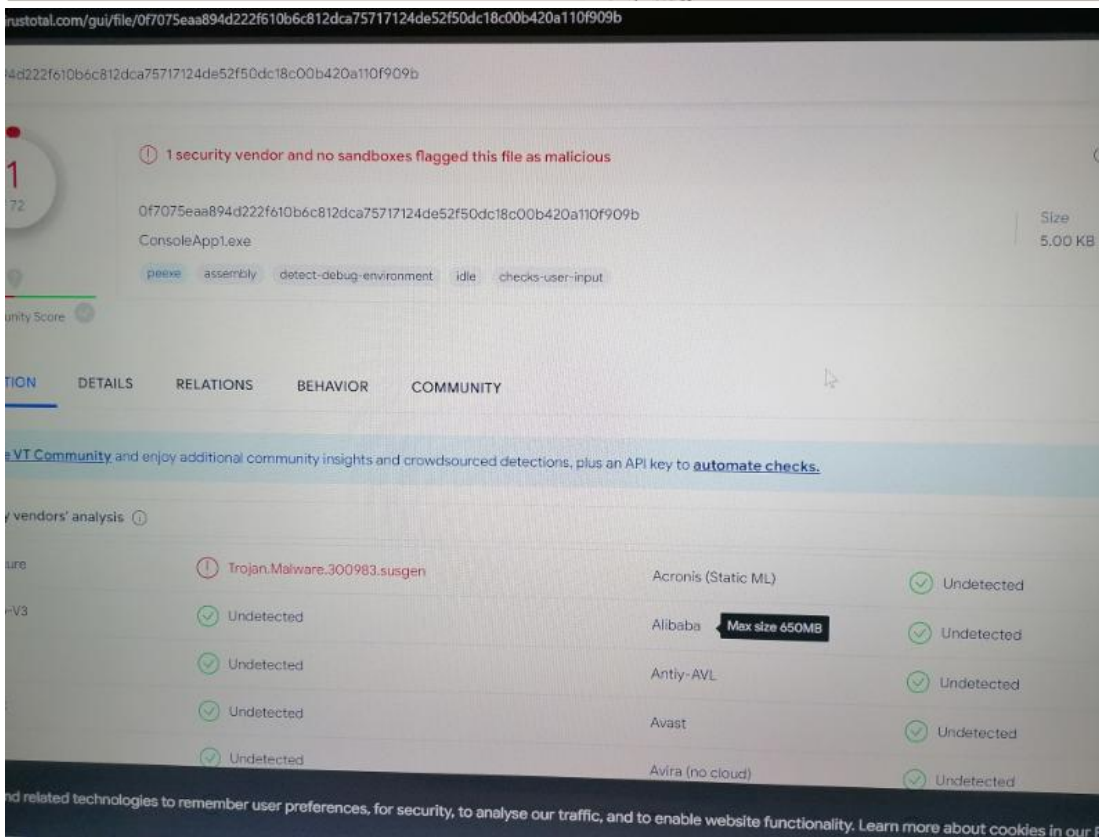 rustotal.com/gui/file/0f7075eaa894d222f610b6c812dca75717124de52f50dc18c00b420a110f909b
4d222f610b6c812dca75717124de52f50dc18c00b420a110f909b
1
72
1 security vendor and no sandboxes flagged this file as malicious
0f7075eaa894d222f610b6c812dca75717124de52f50dc18c00b420a110f909b
ConsoleApp1.exe
peexe assembly detect-debug-environment idle checks-user-input
Size
5.00 KB
unity Score
TION DETAILS RELATIONS BEHAVIOR COMMUNITY
e VT Community and enjoy additional community insights and crowdsourced detections, plus an API key to automate checks.
y vendors' analysis
ure Trojan.Malware.300983.susgen Acronis (Static ML) Undetected
-V3 Undetected Alibaba Max size 650MB Undetected
Undetected Antiy-AVL Undetected
Undetected Avast Undetected
Undetected Avira (no cloud) Undetected
nd related technologies to remember user preferences, for security, to analyse our traffic, and to enable website functionality. Learn more about cookies in our